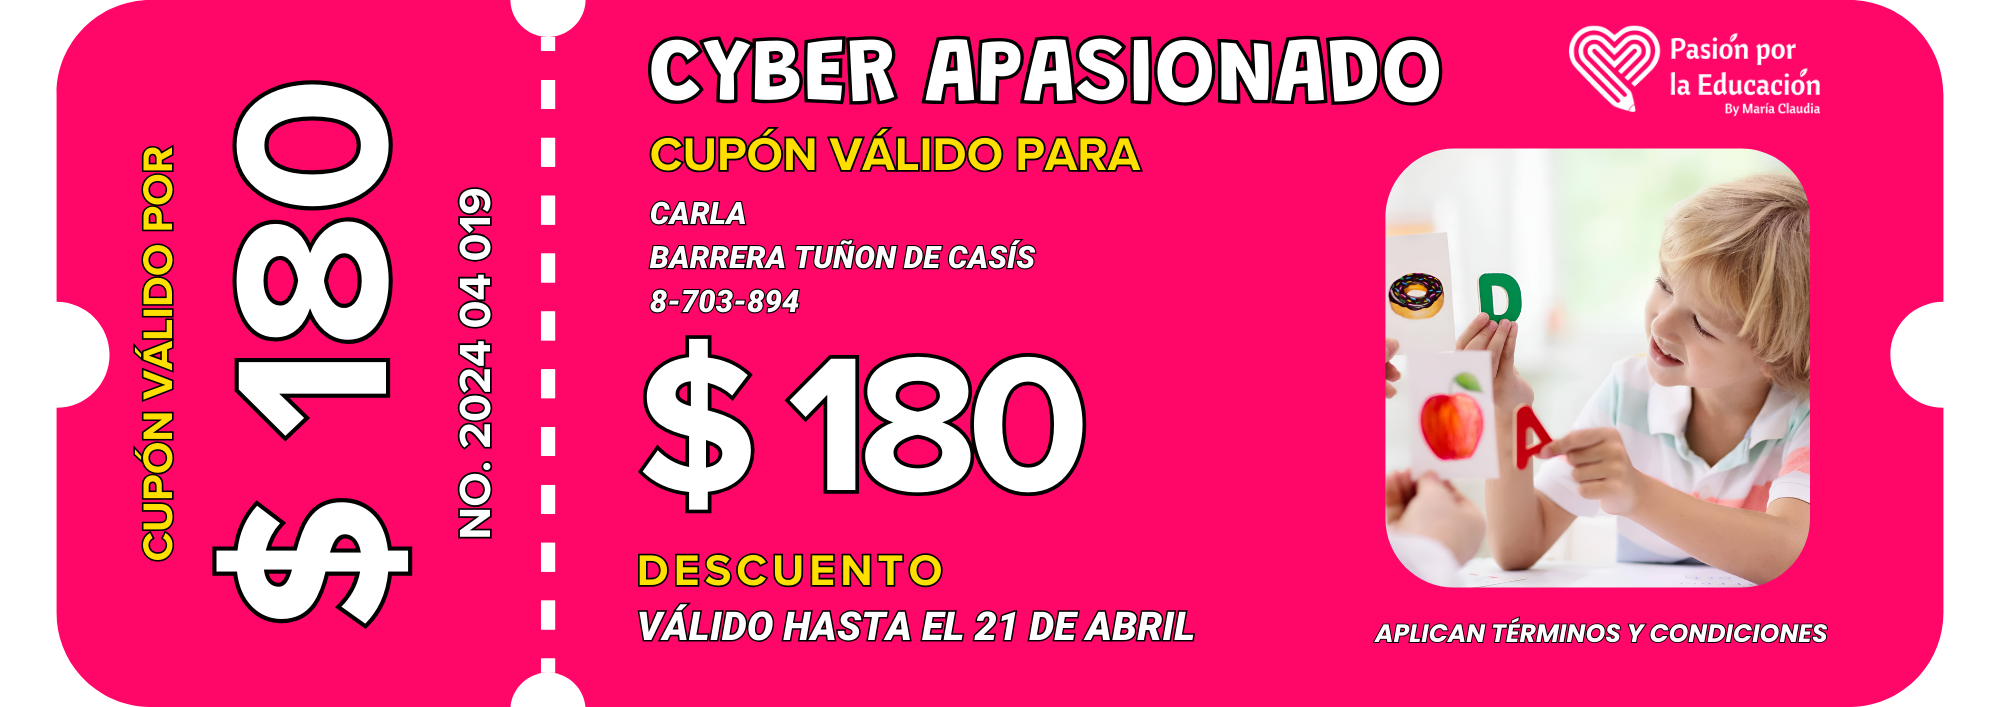 CUPÓN VÁLIDO POR
$ 180
NO. 2024 04 019
CYBER APASIONADO
CUPÓN VÁLIDO PARA
CARLA
BARRERA TUÑON DE CASÍS
8-703-894
$ 180
DESCUENTO
VÁLIDO HASTA EL 21 DE ABRIL
Pasión por
la Educación
By María Claudia
D
A
APLICAN TÉRMINOS Y CONDICIONES